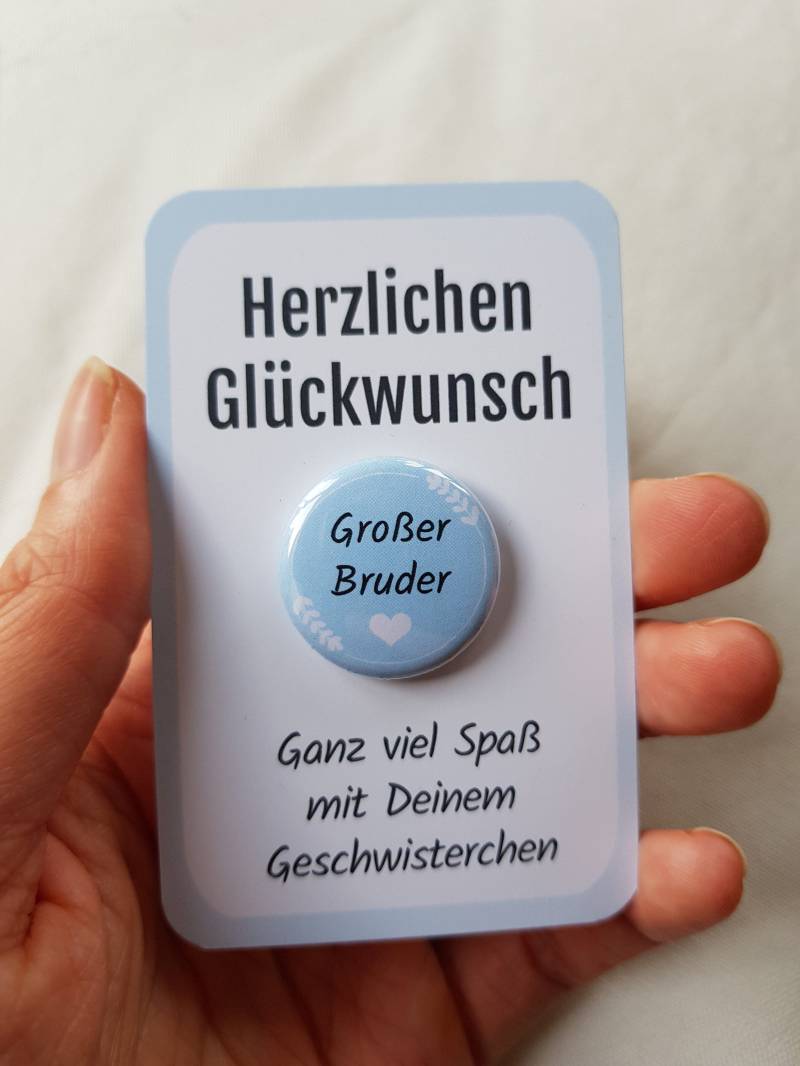 Herzlichen
Glückwunsch
Großer
Bruder
Ganz viel Spaß
mit Deinem
Geschwisterchen